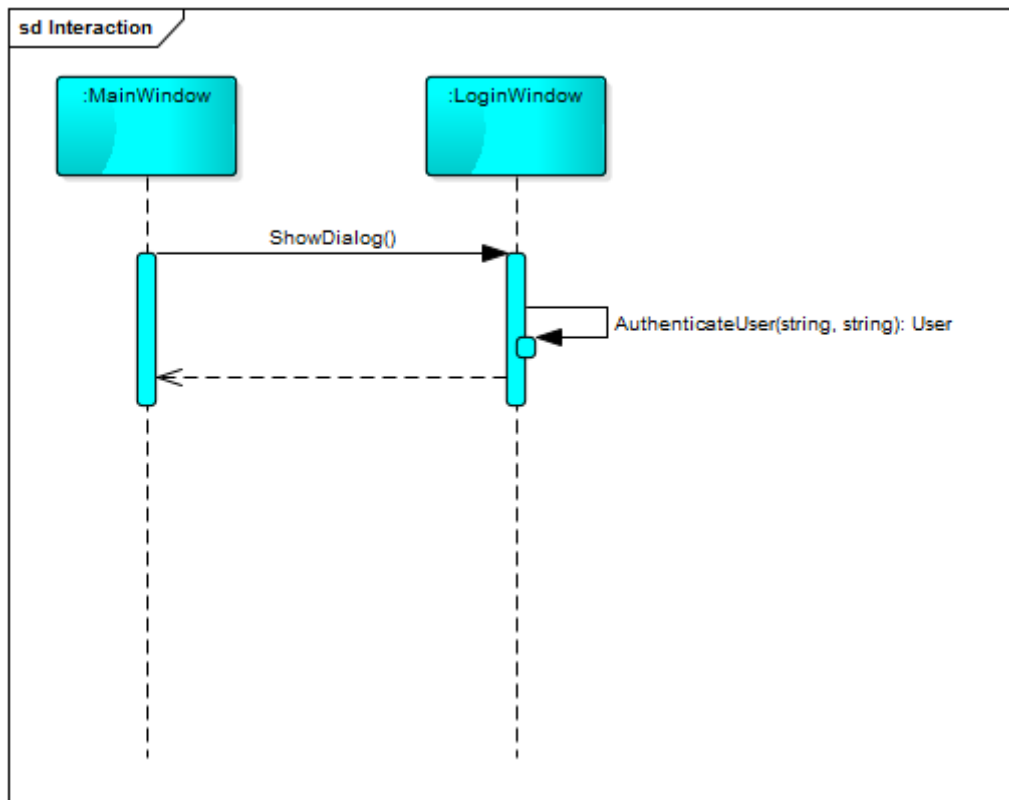 sd Interaction
:MainWindow
:LoginWindow
ShowDialog()
AuthenticateUser(string, string): User